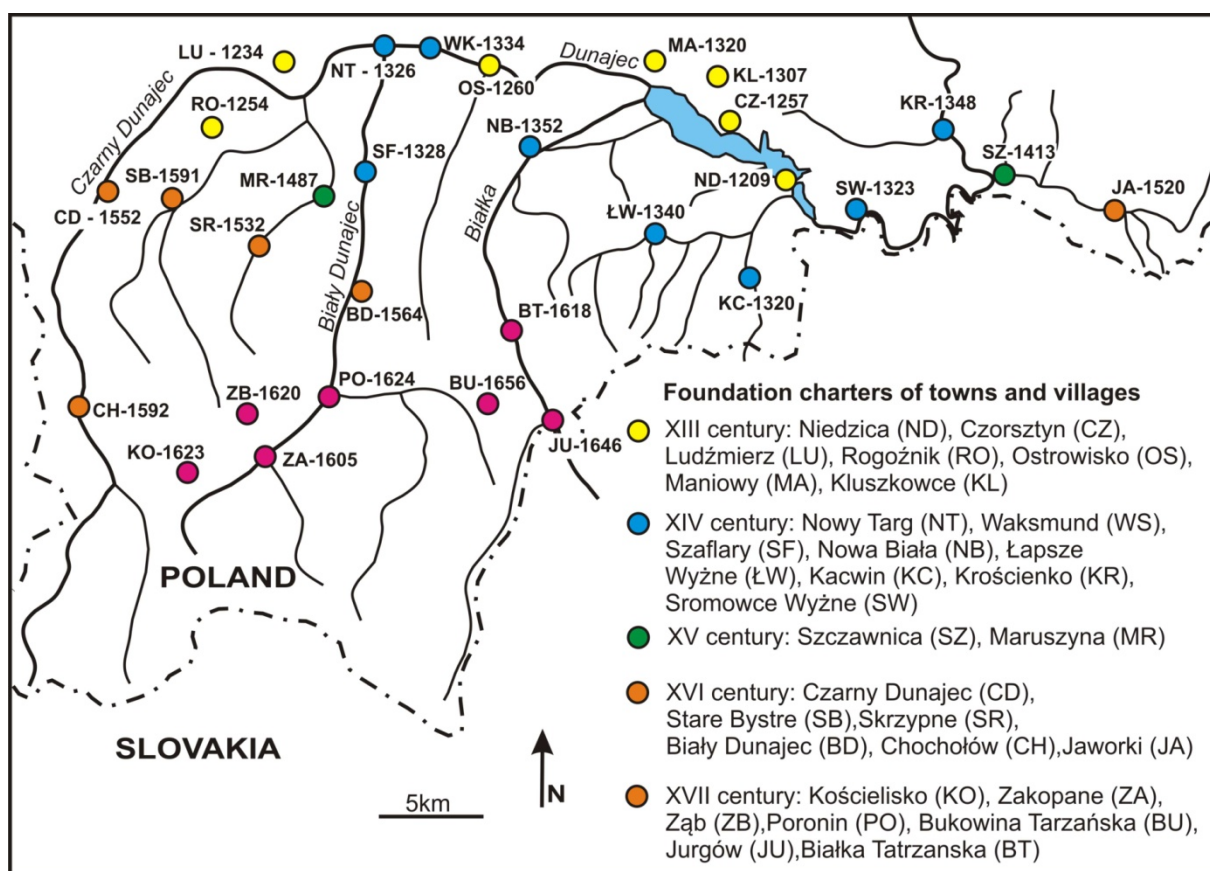 LU - 1234
NT - 1326
WK-1334
OS-1260
Dunajec
MA-1320
KL-1307
CZ-1257
KR-1348
SZ-1413
JA-1520
RO-1254
Czarny Dunajec
SB-1591
CD - 1552
MR-1487
SF-1328
NB-1352
ND-1209
SW-1323
SR-1532
Biały Dunajec
Białka
ŁW-1340
KC-1320
BD-1564
BT-1618
CH-1592
ZB-1620
PO-1624
BU-1656
JU-1646
KO-1623
ZA-1605
POLAND
SLOVAKIA
5km
N
Foundation charters of towns and villages
XIII century: Niedzica (ND), Czorsztyn (CZ),
Ludźmierz (LU), Rogoźnik (RO), Ostrowisko (OS),
Maniowy (MA), Kluszkowce (KL)
XIV century: Nowy Targ (NT), Waksmund (WS),
Szaflary (SF), Nowa Biała (NB), Łapsze
Wyżne (ŁW), Kacwin (KC), Krościenko (KR),
Sromowce Wyżne (SW)
XV century: Szczawnica (SZ), Maruszyna (MR)
XVI century: Czarny Dunajec (CD),
Stare Bystre (SB),Skrzypne (SR),
Biały Dunajec (BD), Chochołów (CH),Jaworki (JA)
XVII century: Kościelisko (KO), Zakopane (ZA),
Ząb (ZB),Poronin (PO), Bukowina Tarzańska (BU),
Jurgów (JU),Białka Tatrzanska (BT)